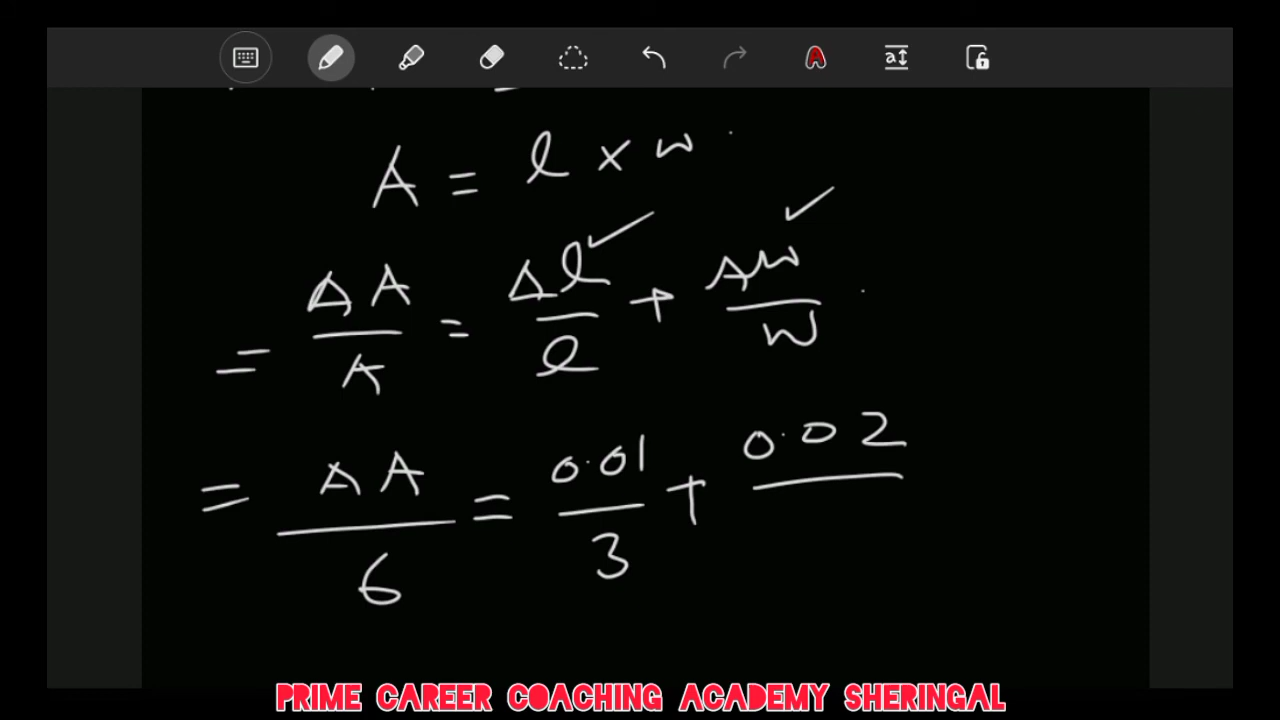 A = l × w
= ΔA/A = Δl/l + Δw/w
= ΔA/6 = 0.01/3 + 0.02/
PRIME CAREER COACHING ACADEMY SHERINGAL